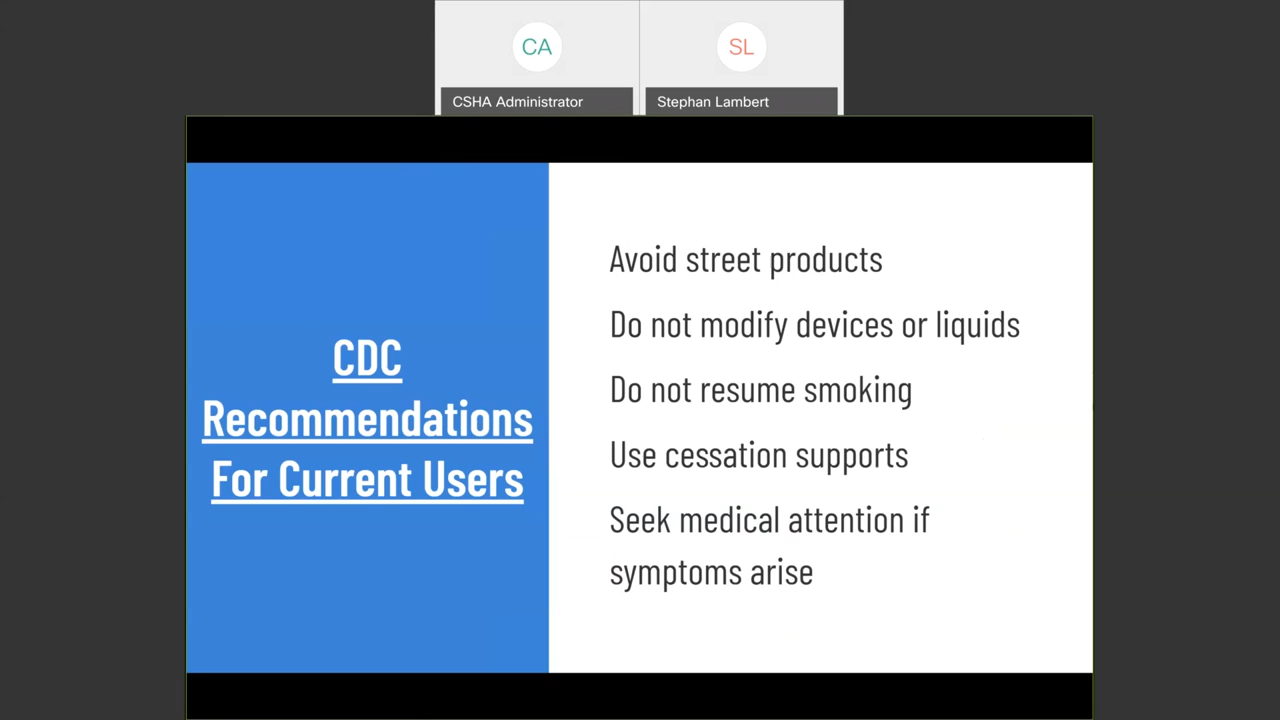 CA
SL
CSHA Administrator
Stephan Lambert
CDC
Recommendations
For Current Users
Avoid street products
Do not modify devices or liquids
Do not resume smoking
Use cessation supports
Seek medical attention if
symptoms arise